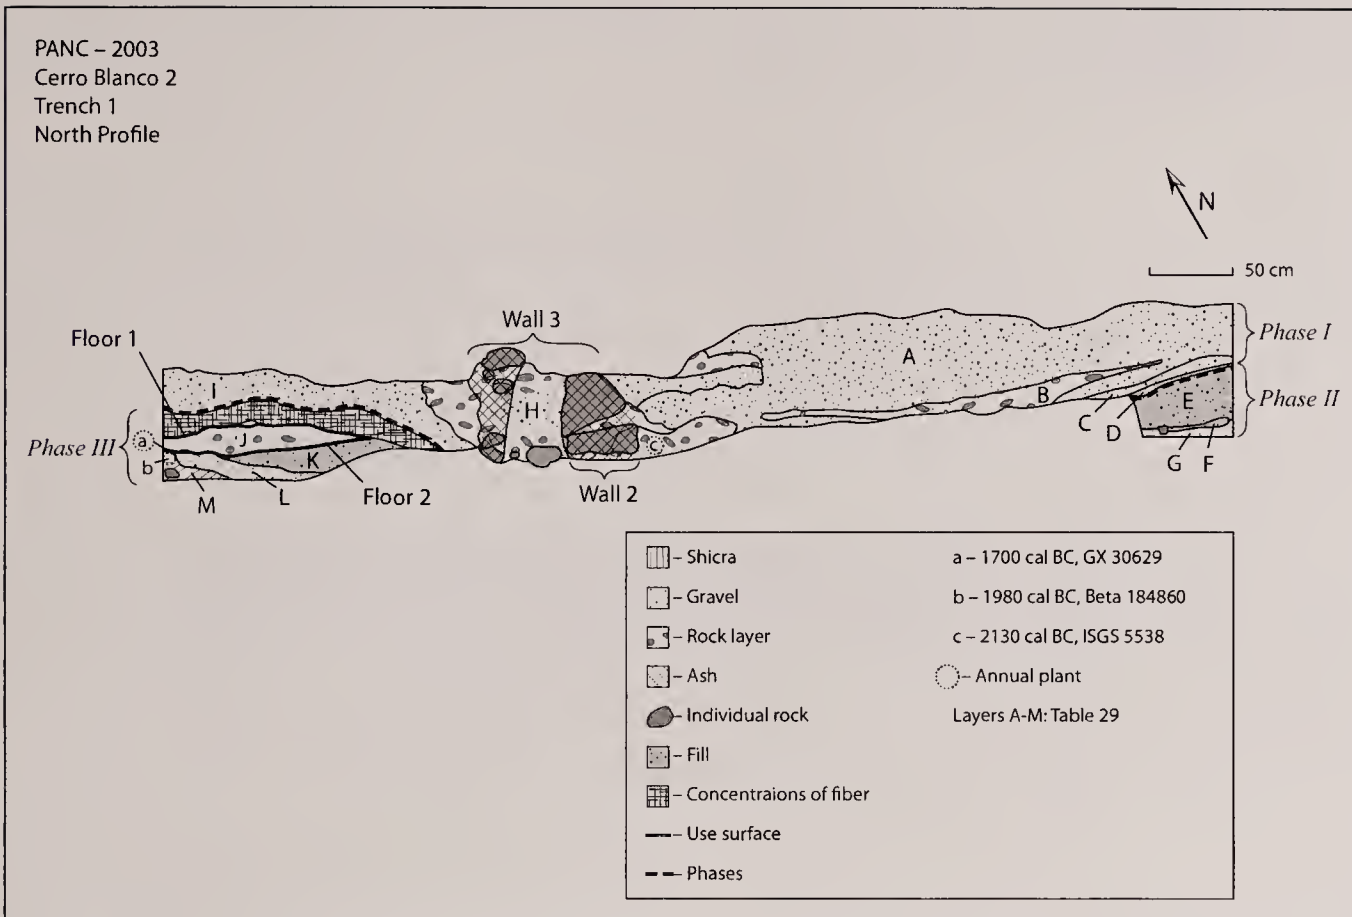 PANC – 2003
Cerro Blanco 2
Trench 1
North Profile
N
50 cm
Wall 3
Floor 1
Phase I
A
I
H
B
E
Phase II
C
D
J
a
Phase III
c
K
b
G
F
M
L
Floor 2
Wall 2
– Shicra
– Gravel
– Rock layer
– Ash
– Individual rock
– Fill
– Concentraions of fiber
– Use surface
– Phases
a – 1700 cal BC, GX 30629
b – 1980 cal BC, Beta 184860
c – 2130 cal BC, ISGS 5538
– Annual plant
Layers A-M: Table 29